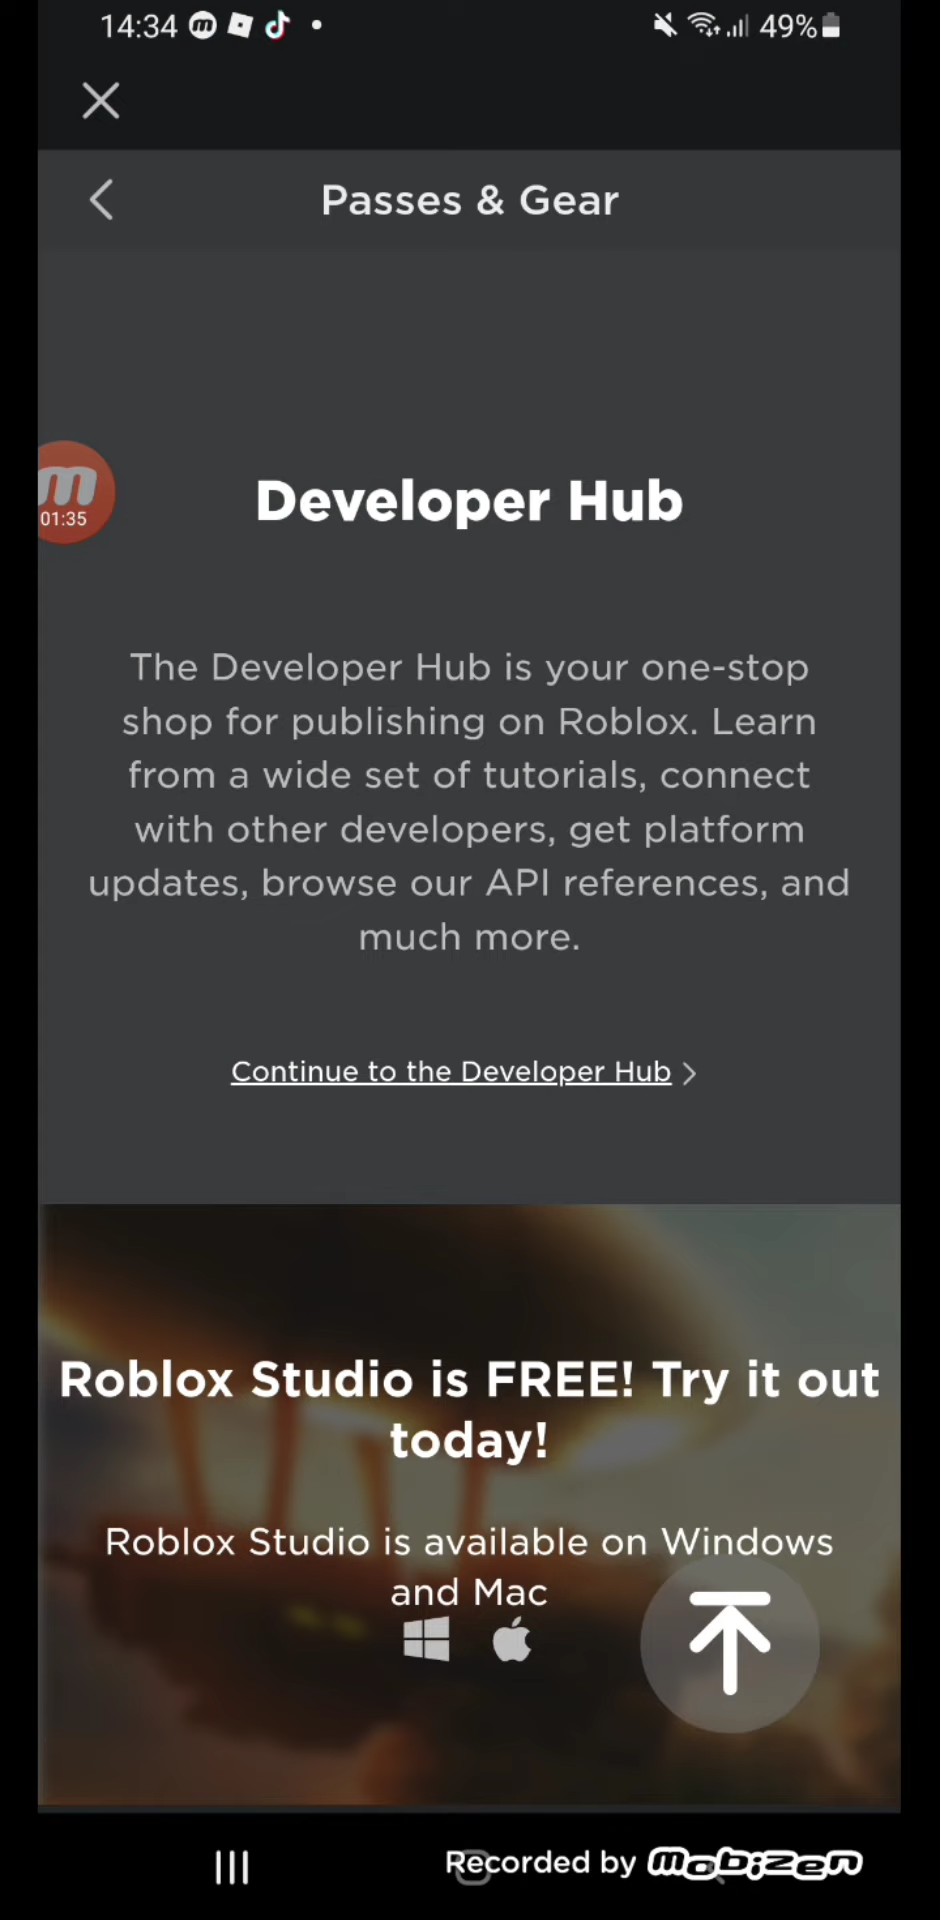 14:34
49%
Passes & Gear
m
01:35
Developer Hub
The Developer Hub is your one-stop
shop for publishing on Roblox. Learn
from a wide set of tutorials, connect
with other developers, get platform
updates, browse our API references, and
much more.
Continue to the Developer Hub
Roblox Studio is FREE! Try it out
today!
Roblox Studio is available on Windows
and Mac
Recorded by mobizen